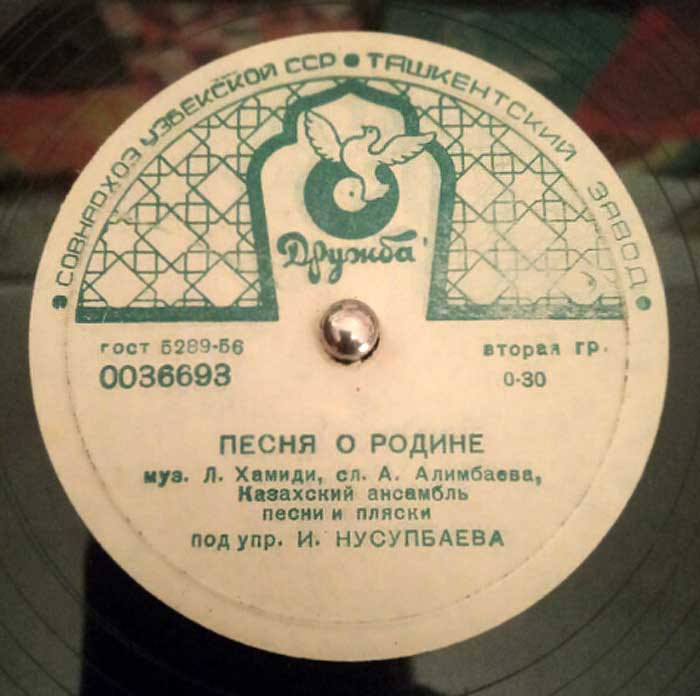 • СОВНАРХОЗ УЗБЕКСКОЙ ССР • ТАШКЕНТСКИЙ ЗАВОД •
Дружба
гост 5289-56
вторая гр.
0036693
0-30
ПЕСНЯ О РОДИНЕ
муз. Л. Хамиди, сл. А. Алимбаева,
Казахский ансамбль
песни и пляски
под упр. И. НУСУПБАЕВА